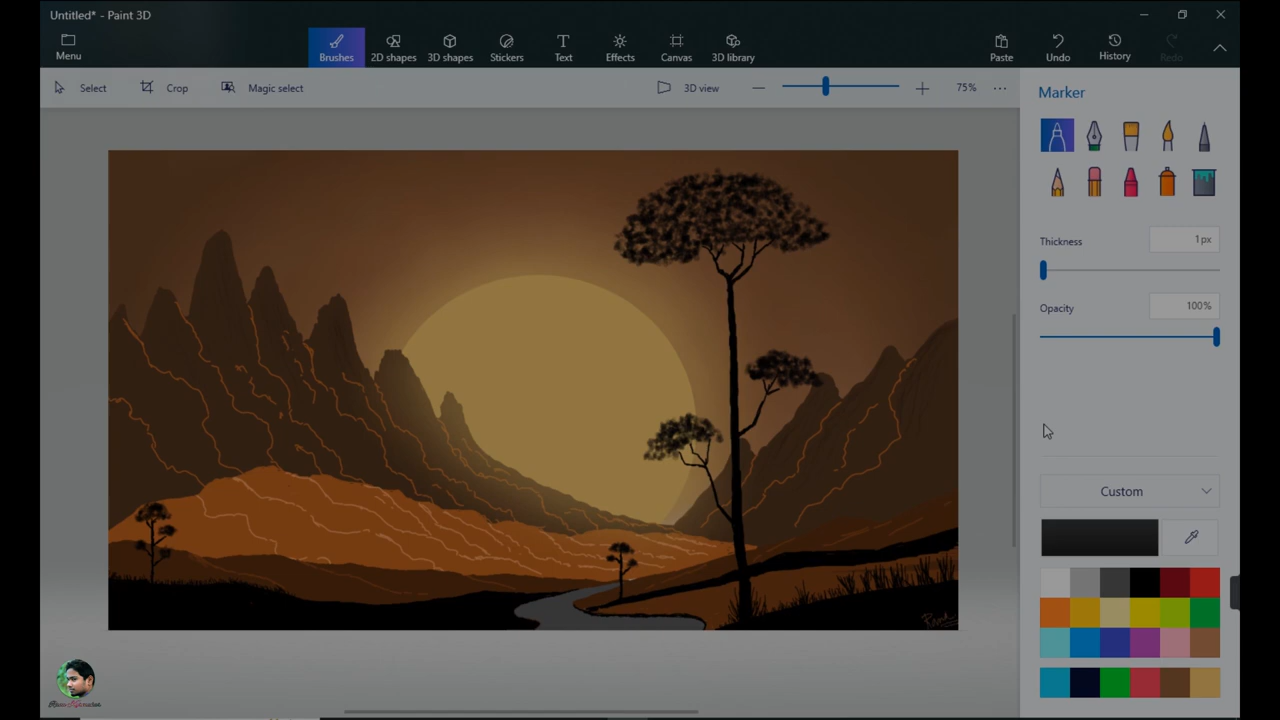 Untitled* - Paint 3D
Menu
Brushes
2D shapes
3D shapes
Stickers
Text
Effects
Canvas
3D library
Paste
Undo
History
Redo
Select
Crop
Magic select
3D view
75%
Marker
Thickness
1px
Opacity
100%
Custom